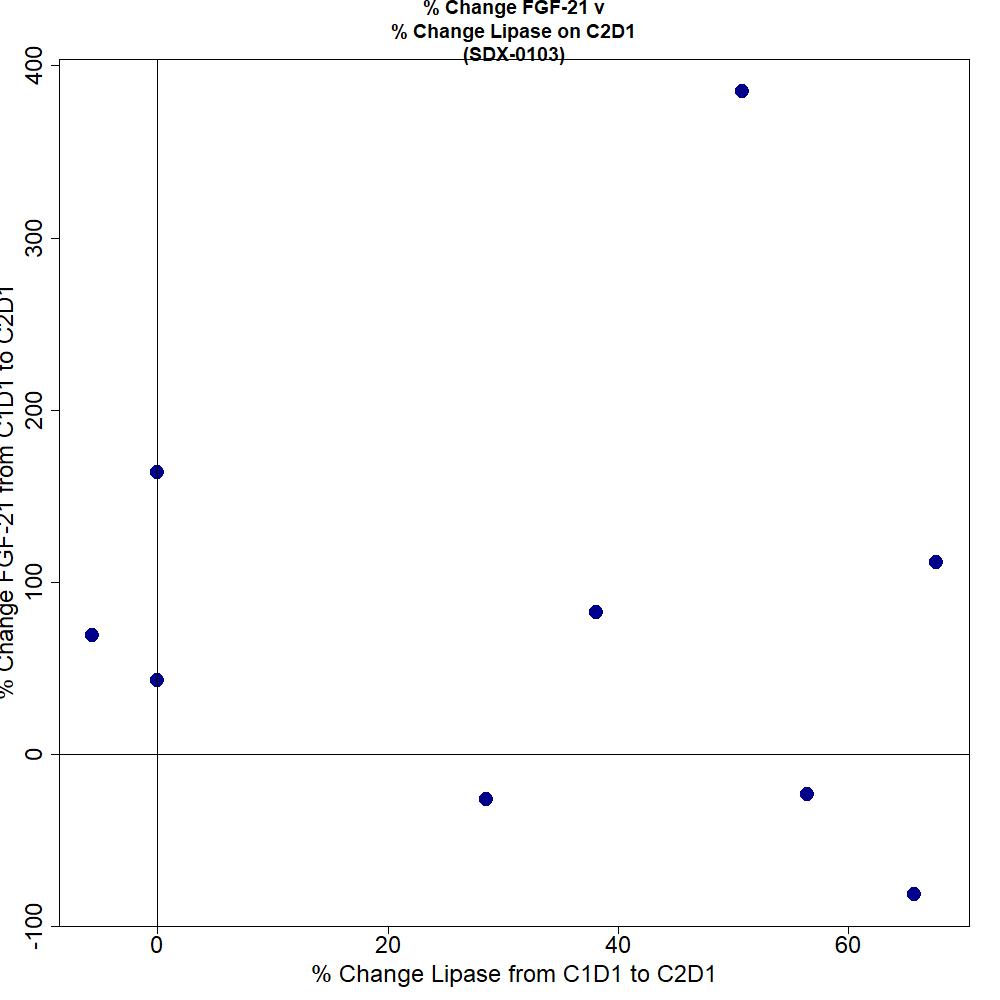 % Change FGF-21 v
% Change Lipase on C2D1
(SDX-0103)
400
300
200
100
0
-100
% Change FGF-21 from C1D1 to C2D1
0
20
40
60
% Change Lipase from C1D1 to C2D1